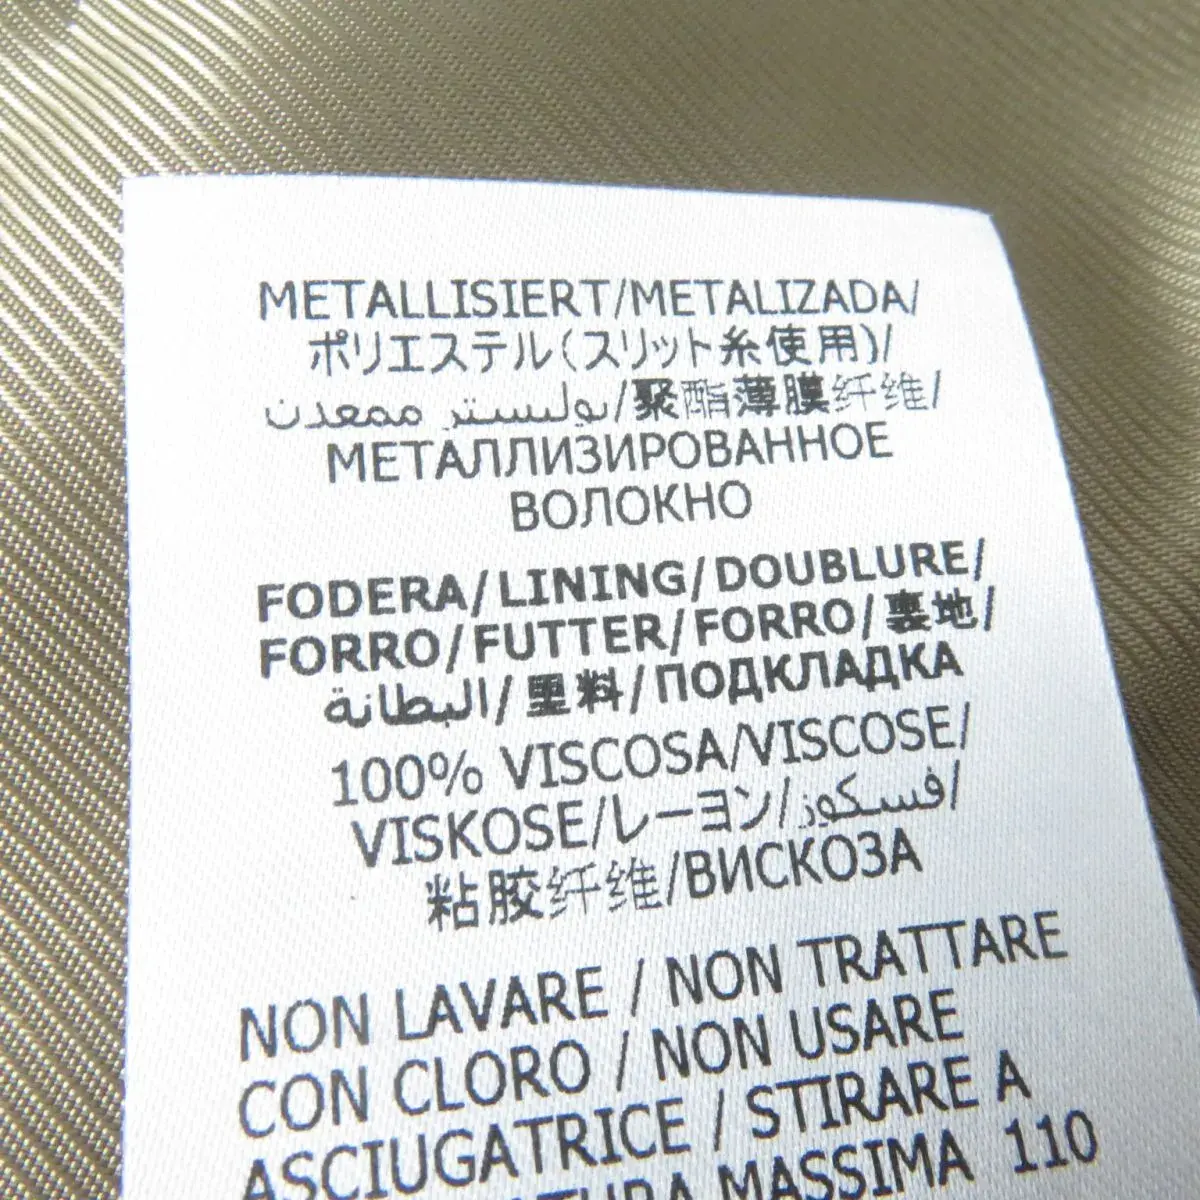 METALLISIERT/METALIZADA/
ポリエステル(スリット糸使用)/
بوليستر ممعدن/聚酯薄膜纤维/
МЕТАЛЛИЗИРОВАННОЕ
ВОЛОКНО
FODERA/LINING/DOUBLURE/
FORRO/FUTTER/FORRO/裏地/
البطانة/里料/ПОДКЛАДКА
100% VISCOSA/VISCOSE/
VISKOSE/レーヨン/فسكوز/
粘胶纤维/ВИСКОЗА
NON LAVARE / NON TRATTARE
CON CLORO / NON USARE
ASCIUGATRICE / STIRARE A
MASSIMA 110